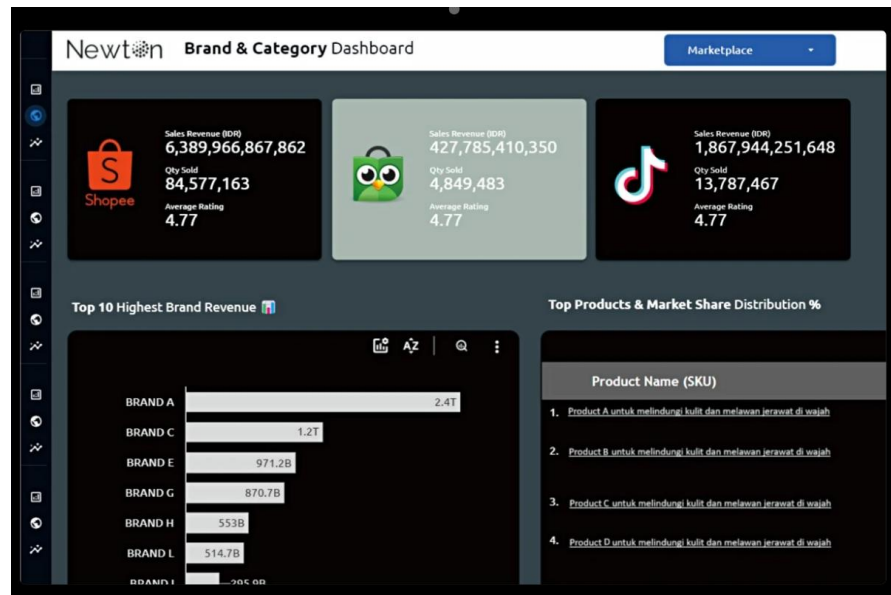 Newton Brand & Category Dashboard
Marketplace
Shopee
Sales Revenue (IDR)
6,389,966,867,862
Qty Sold
84,577,163
Average Rating
4.77
Sales Revenue (IDR)
427,785,410,350
Qty Sold
4,849,483
Average Rating
4.77
Sales Revenue (IDR)
1,867,944,251,648
Qty Sold
13,787,467
Average Rating
4.77
Top 10 Highest Brand Revenue
AZ
BRAND A 2.4T
BRAND C 1.2T
BRAND E 971.2B
BRAND G 870.7B
BRAND H 553B
BRAND L 514.7B
BRAND 295.9B
Top Products & Market Share Distribution %
Product Name (SKU)
1. Product A untuk melindungi kulit dan melawan jerawat di wajah
2. Product B untuk melindungi kulit dan melawan jerawat di wajah
3. Product C untuk melindungi kulit dan melawan jerawat di wajah
4. Product D untuk melindungi kulit dan melawan jerawat di wajah